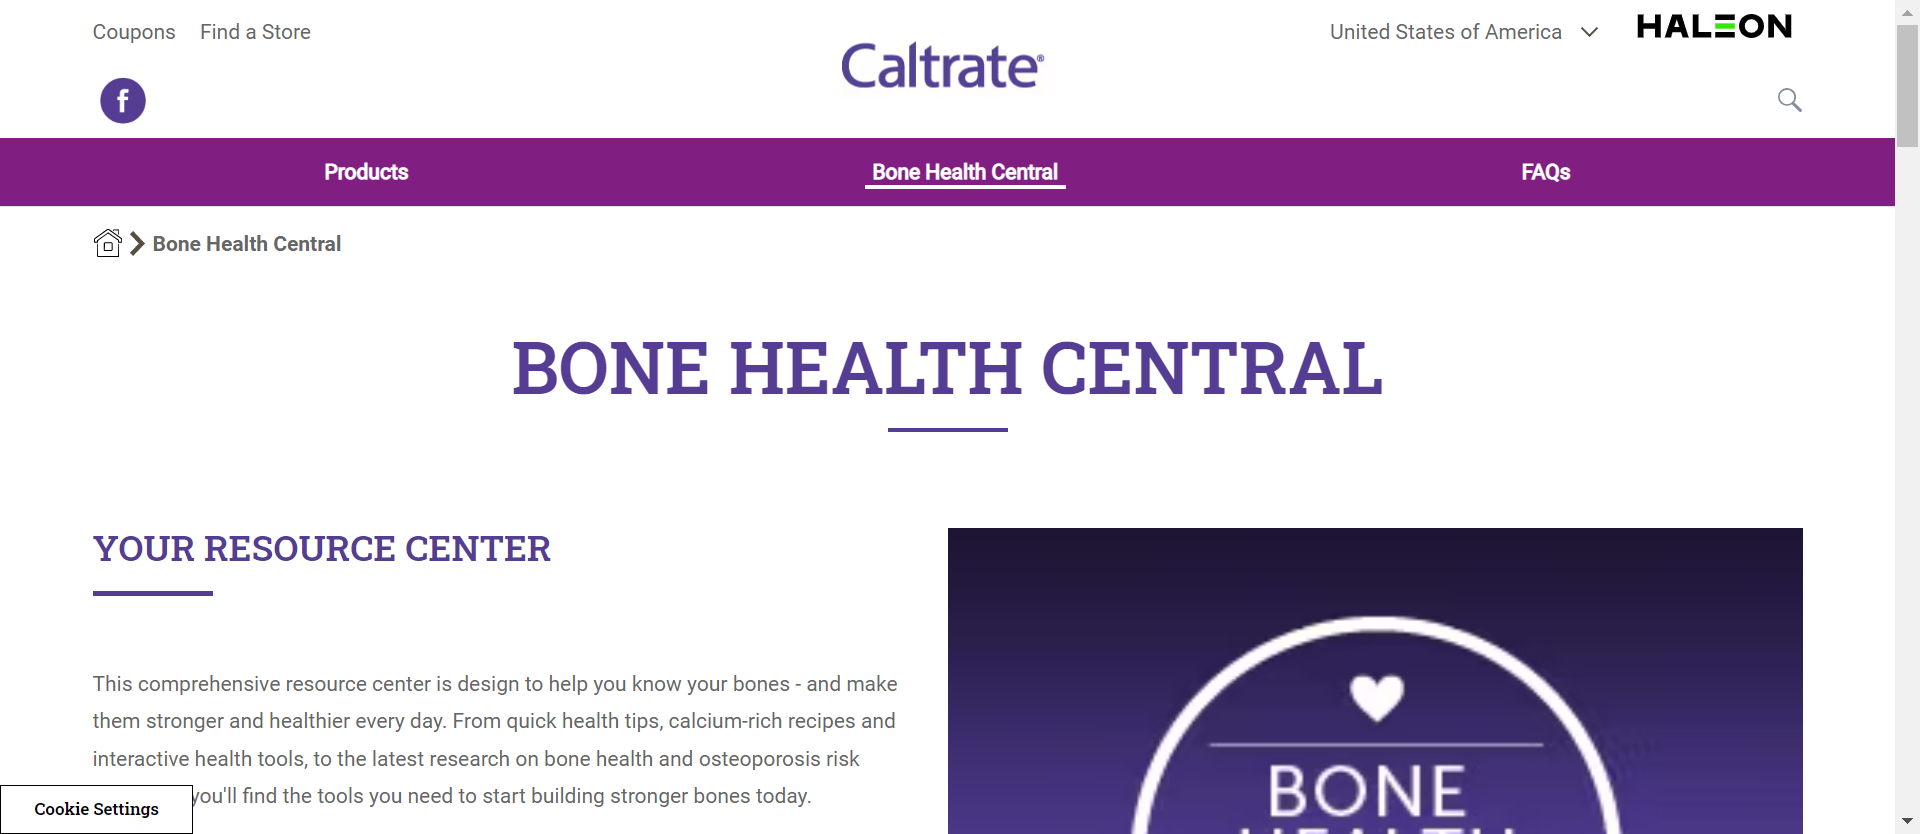 Coupons Find a Store
United States of America
HALEON
Caltrate®
f
Products Bone Health Central FAQs
Bone Health Central
BONE HEALTH CENTRAL
YOUR RESOURCE CENTER
This comprehensive resource center is design to help you know your bones - and make
them stronger and healthier every day. From quick health tips, calcium-rich recipes and
interactive health tools, to the latest research on bone health and osteoporosis risk
you'll find the tools you need to start building stronger bones today.
Cookie Settings
BONE
HEALTH